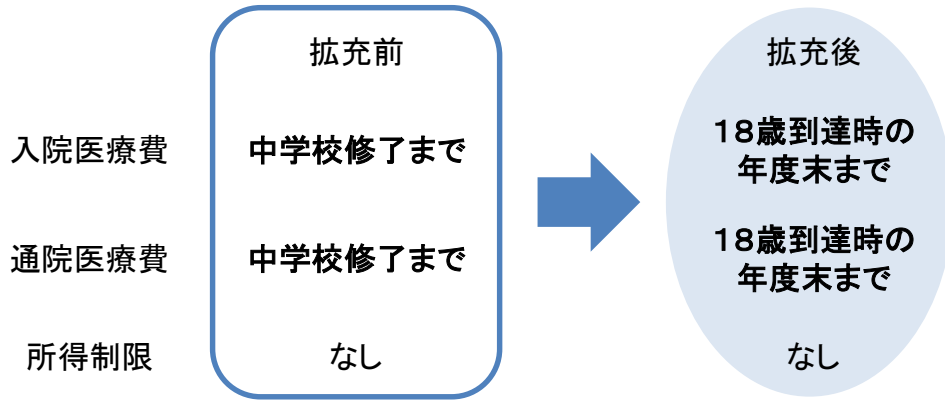 拡充前
拡充後
入院医療費
中学校修了まで
18歳到達時の
年度末まで
通院医療費
中学校修了まで
18歳到達時の
年度末まで
所得制限
なし
なし